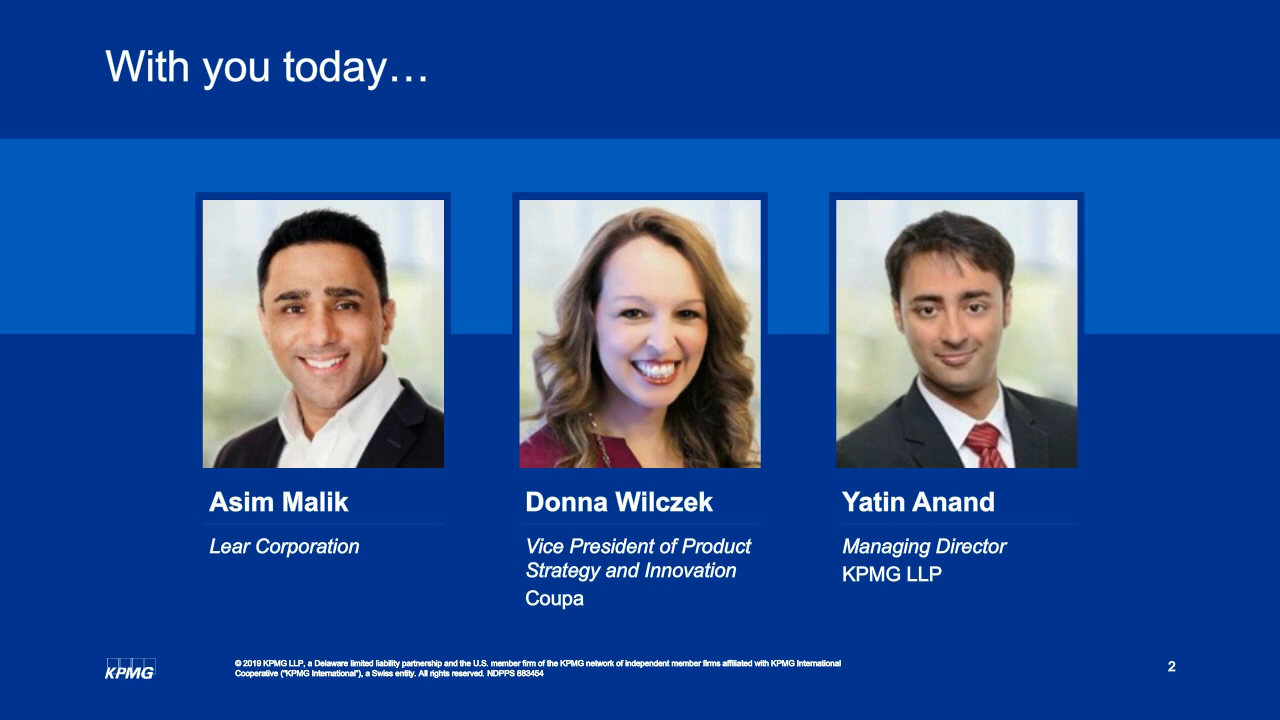 With you today…
Asim Malik
Lear Corporation
Donna Wilczek
Vice President of Product
Strategy and Innovation
Coupa
Yatin Anand
Managing Director
KPMG LLP
KPMG
© 2019 KPMG LLP, a Delaware limited liability partnership and the U.S. member firm of the KPMG network of independent member firms affiliated with KPMG International
Cooperative ("KPMG International"), a Swiss entity. All rights reserved. NDPPS 883454
2